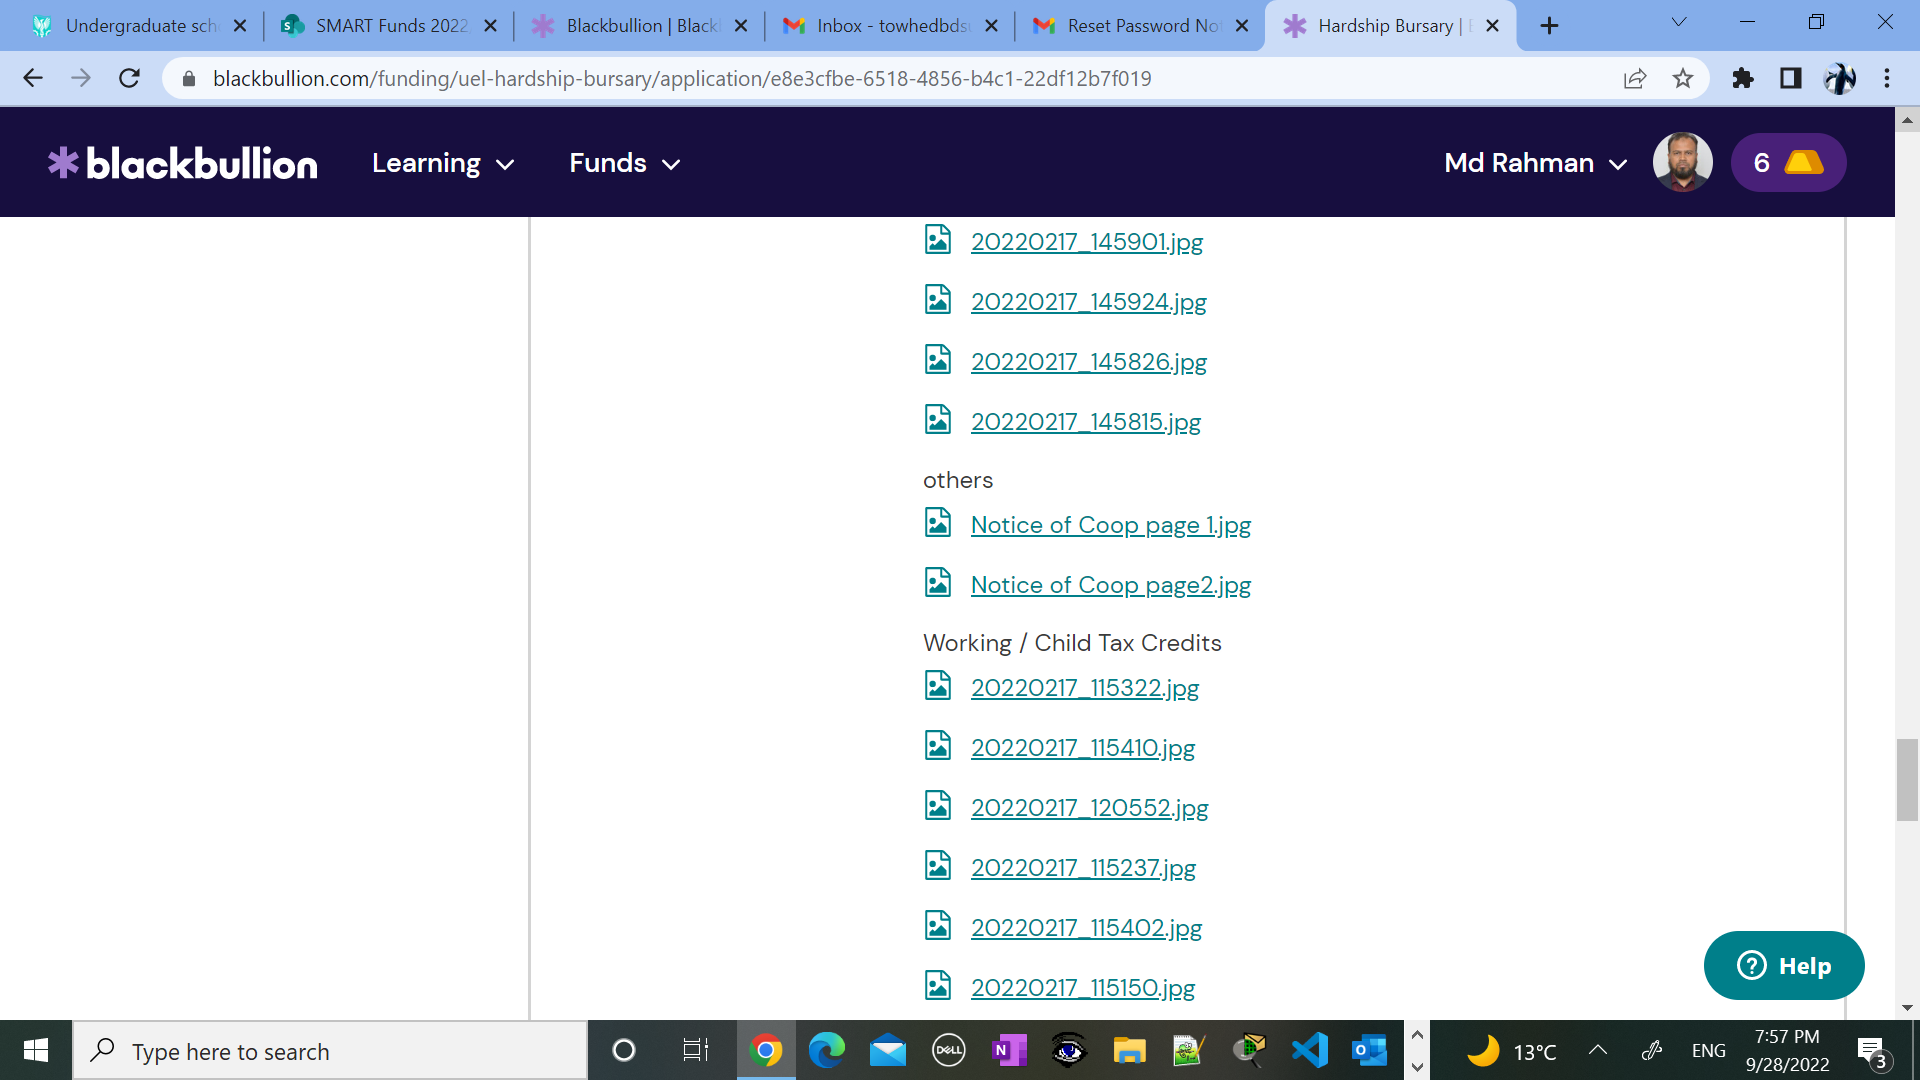 Undergraduate sch
SMART Funds 2022
Blackbullion | Black
Inbox - towhedbds
Reset Password No
Hardship Bursary |
blackbullion.com/funding/uel-hardship-bursary/application/e8e3cfbe-6518-4856-b4c1-22df12b7f019
blackbullion
Learning
Funds
Md Rahman
6
20220217_145901.jpg
20220217_145924.jpg
20220217_145826.jpg
20220217_145815.jpg
others
Notice of Coop page 1.jpg
Notice of Coop page2.jpg
Working / Child Tax Credits
20220217_115322.jpg
20220217_115410.jpg
20220217_120552.jpg
20220217_115237.jpg
20220217_115402.jpg
20220217_115150.jpg
Help
Type here to search
DELL
13°C
ENG
7:57 PM
9/28/2022
3